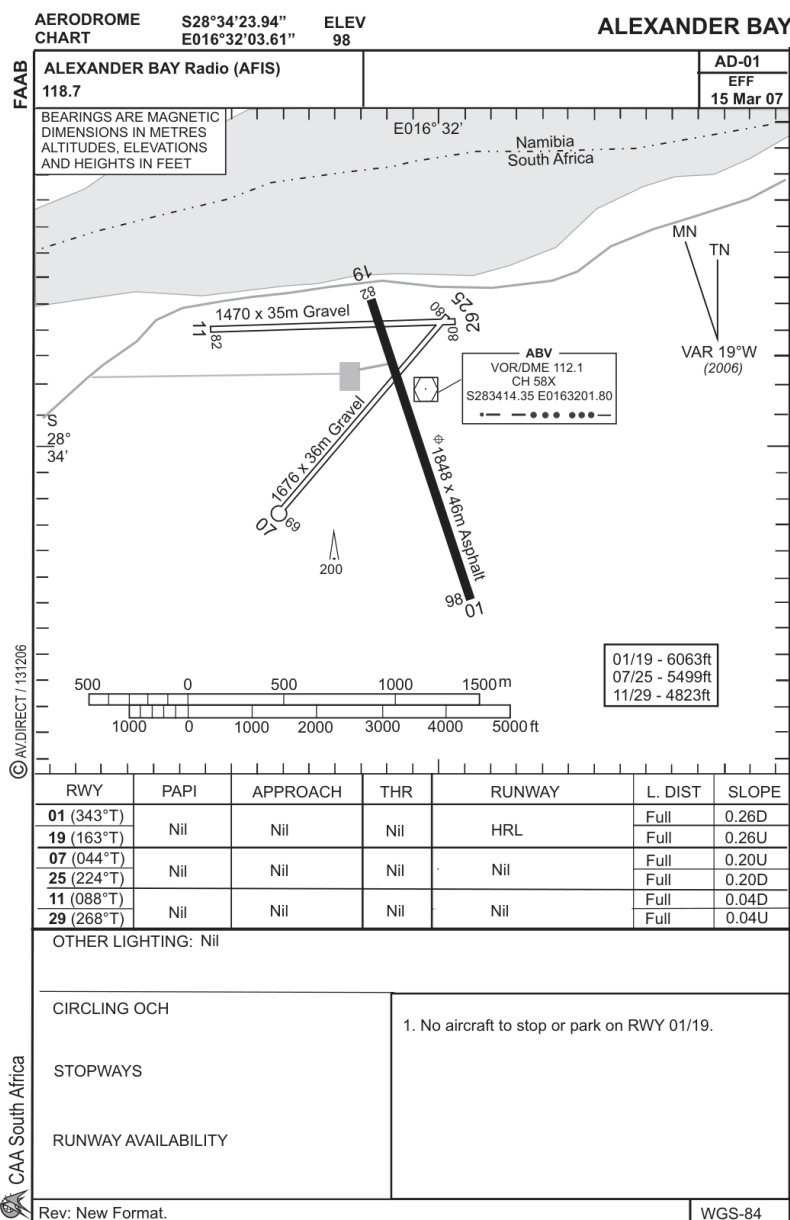 AERODROME CHART
S28°34’23.94” E016°32’03.61”
ELEV 98
ALEXANDER BAY
FAAB
ALEXANDER BAY Radio (AFIS)
118.7
AD-01
EFF
15 Mar 07
BEARINGS ARE MAGNETIC
DIMENSIONS IN METRES
ALTITUDES, ELEVATIONS
AND HEIGHTS IN FEET
E016° 32’
Namibia
South Africa
MN
TN
VAR 19°W
(2006)
19
82
11
82
1470 x 35m Gravel
80
25
29
80
ABV
VOR/DME 112.1
CH 58X
S283414.35 E0163201.80
S
28°
34’
1676 x 36m Gravel
1848 x 46m Asphalt
07
69
200
98
01
01/19 - 6063ft
07/25 - 5499ft
11/29 - 4823ft
500 0 500 1000 1500m
1000 0 1000 2000 3000 4000 5000ft
© AV.DIRECT / 131206
RWY PAPI APPROACH THR RUNWAY L. DIST SLOPE
01 (343°T) Nil Nil Nil HRL Full 0.26D
19 (163°T) Full 0.26U
07 (044°T) Nil Nil Nil Nil Full 0.20U
25 (224°T) Full 0.20D
11 (088°T) Nil Nil Nil Nil Full 0.04D
29 (268°T) Full 0.04U
OTHER LIGHTING: Nil
CIRCLING OCH
1. No aircraft to stop or park on RWY 01/19.
STOPWAYS
RUNWAY AVAILABILITY
CAA South Africa
Rev: New Format.
WGS-84